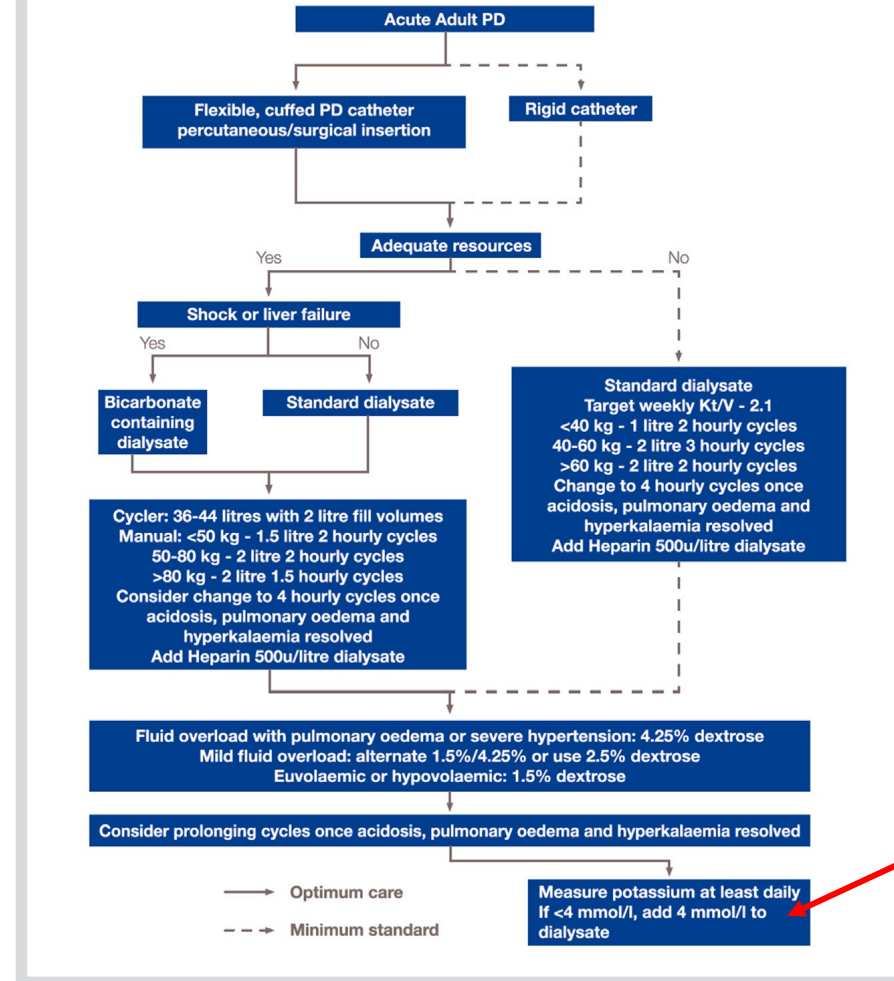 Acute Adult PD
Flexible, cuffed PD catheter
percutaneous/surgical insertion
Rigid catheter
Adequate resources
Yes
No
Shock or liver failure
Yes
No
Bicarbonate
containing
dialysate
Standard dialysate
Standard dialysate
Target weekly Kt/V - 2.1
<40 kg - 1 litre 2 hourly cycles
40-60 kg - 2 litre 3 hourly cycles
>60 kg - 2 litre 2 hourly cycles
Change to 4 hourly cycles once
acidosis, pulmonary oedema and
hyperkalaemia resolved
Add Heparin 500u/litre dialysate
Cycler: 36-44 litres with 2 litre fill volumes
Manual: <50 kg - 1.5 litre 2 hourly cycles
50-80 kg - 2 litre 2 hourly cycles
>80 kg - 2 litre 1.5 hourly cycles
Consider change to 4 hourly cycles once
acidosis, pulmonary oedema and
hyperkalaemia resolved
Add Heparin 500u/litre dialysate
Fluid overload with pulmonary oedema or severe hypertension: 4.25% dextrose
Mild fluid overload: alternate 1.5%/4.25% or use 2.5% dextrose
Euvolaemic or hypovolaemic: 1.5% dextrose
Consider prolonging cycles once acidosis, pulmonary oedema and hyperkalaemia resolved
Optimum care
Minimum standard
Measure potassium at least daily
If <4 mmol/l, add 4 mmol/l to
dialysate